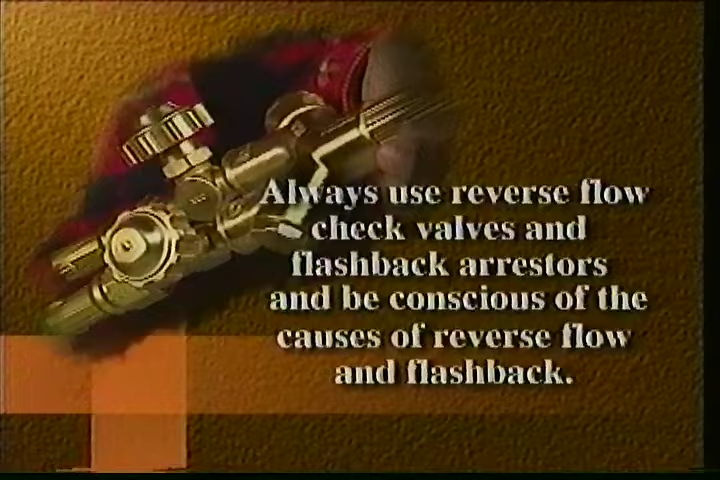 Always use reverse flow
check valves and
flashback arrestors
and be conscious of the
causes of reverse flow
and flashback.